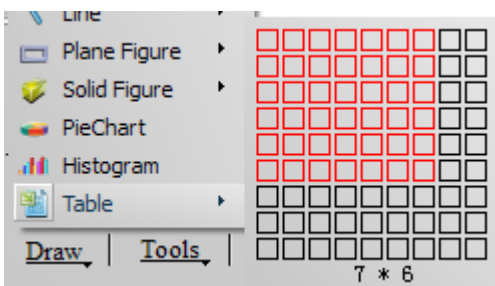 Line
Plane Figure
Solid Figure
PieChart
Histogram
Table
Draw
Tools
7 * 6